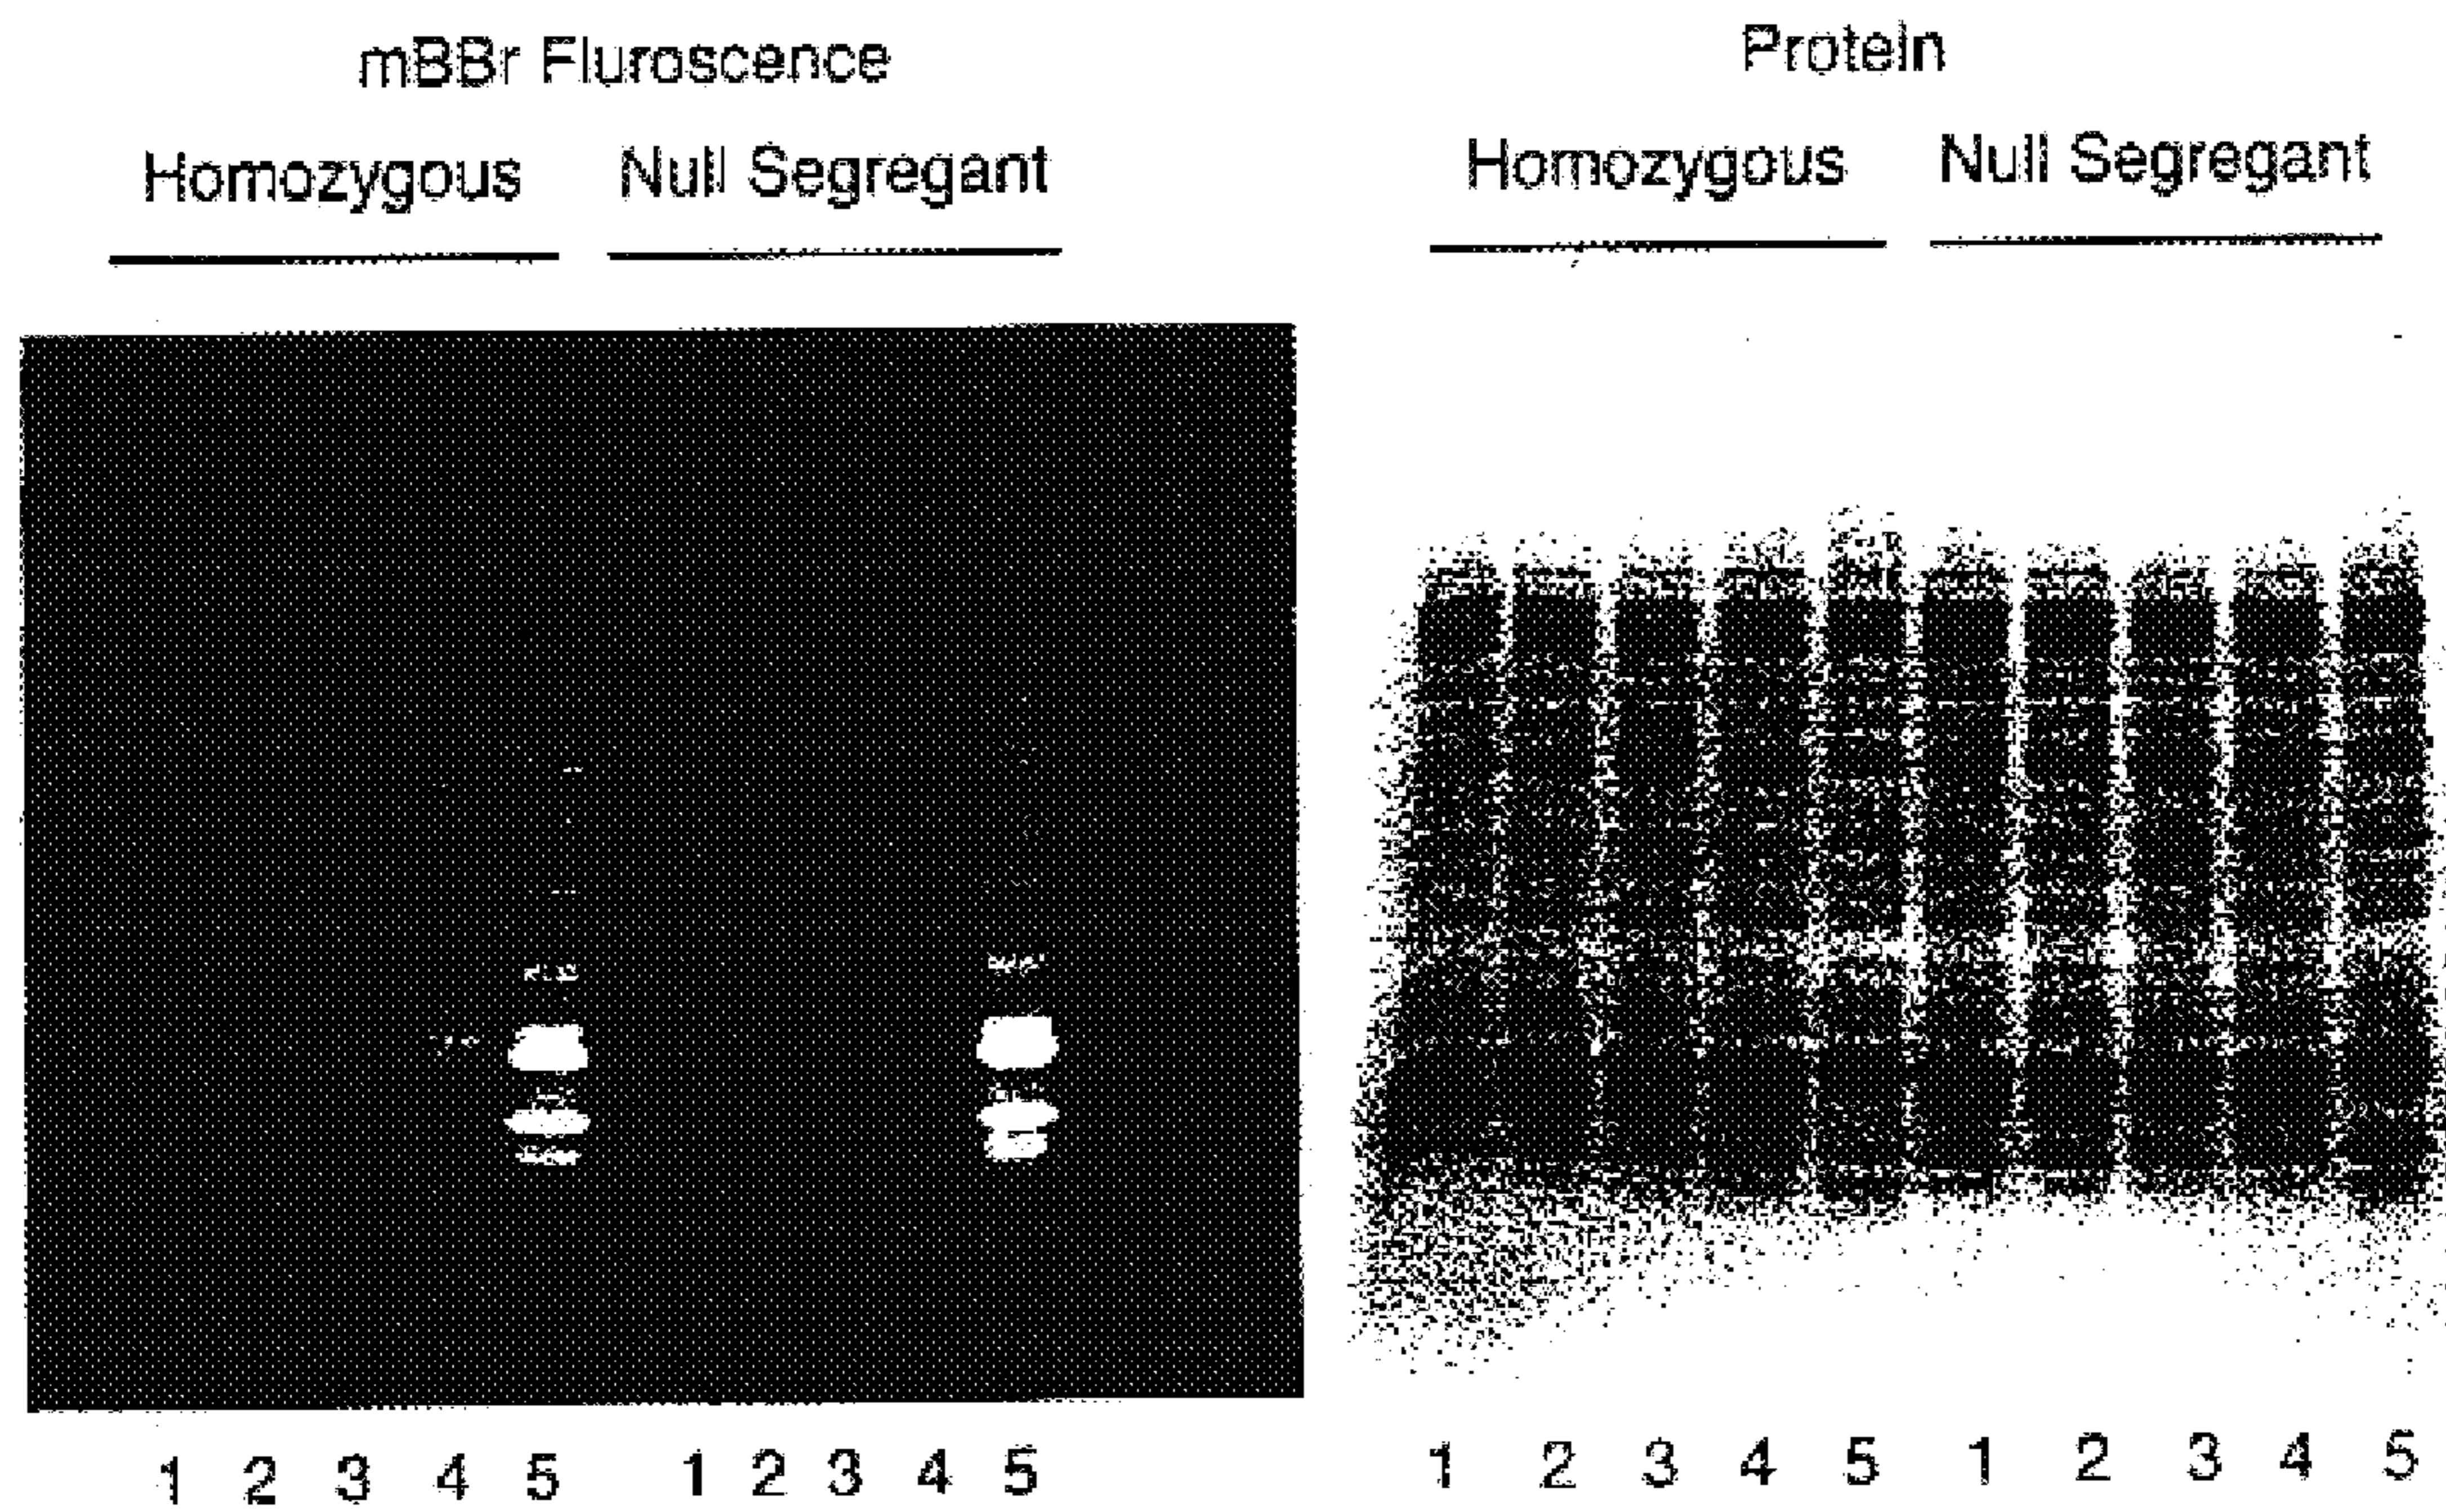 mBBr Fluroscence
Homozygous Null Segregant
1 2 3 4 5 1 2 3 4 5
Protein
Homozygous Null Segregant
1 2 3 4 5 1 2 3 4 5